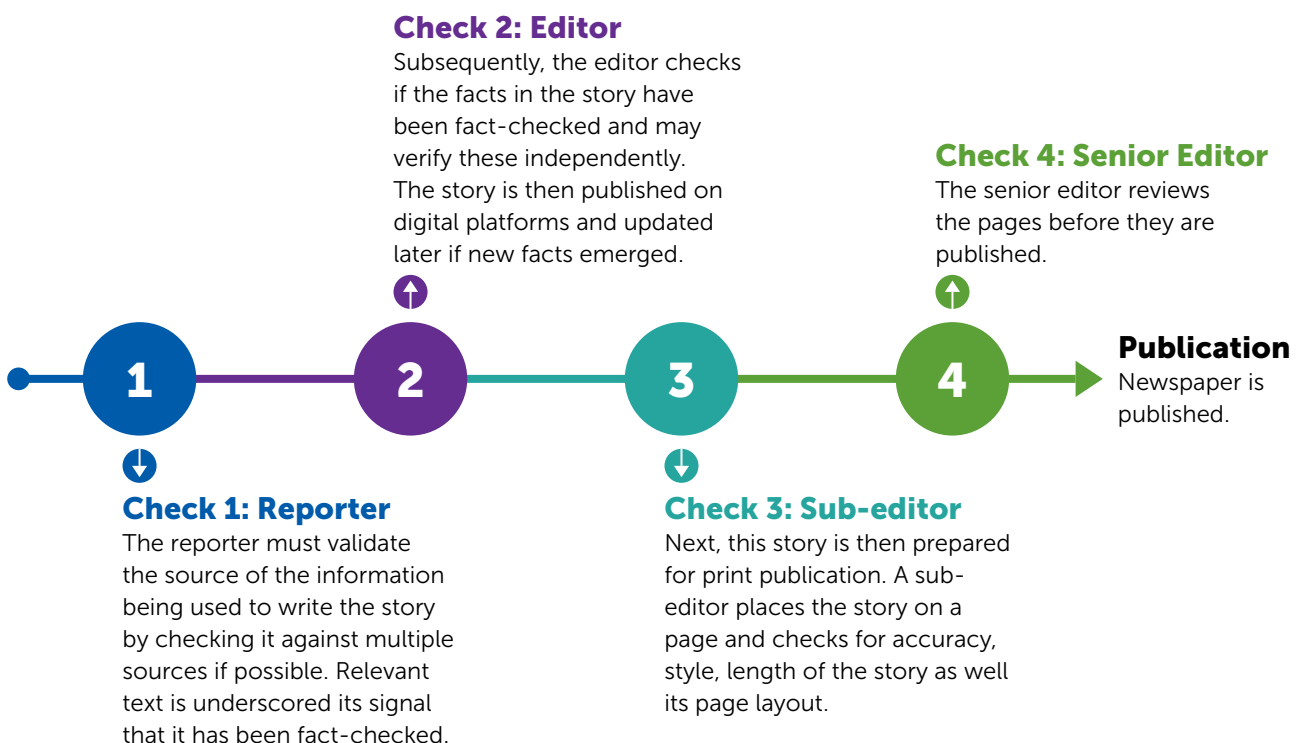 Check 2: Editor
Subsequently, the editor checks
if the facts in the story have
been fact-checked and may
verify these independently.
The story is then published on
digital platforms and updated
later if new facts emerged.
Check 4: Senior Editor
The senior editor reviews
the pages before they are
published.
1
2
3
4
Publication
Newspaper is
published.
Check 1: Reporter
The reporter must validate
the source of the information
being used to write the story
by checking it against multiple
sources if possible. Relevant
text is underscored its signal
that it has been fact-checked.
Check 3: Sub-editor
Next, this story is then prepared
for print publication. A sub-
editor places the story on a
page and checks for accuracy,
style, length of the story as well
its page layout.